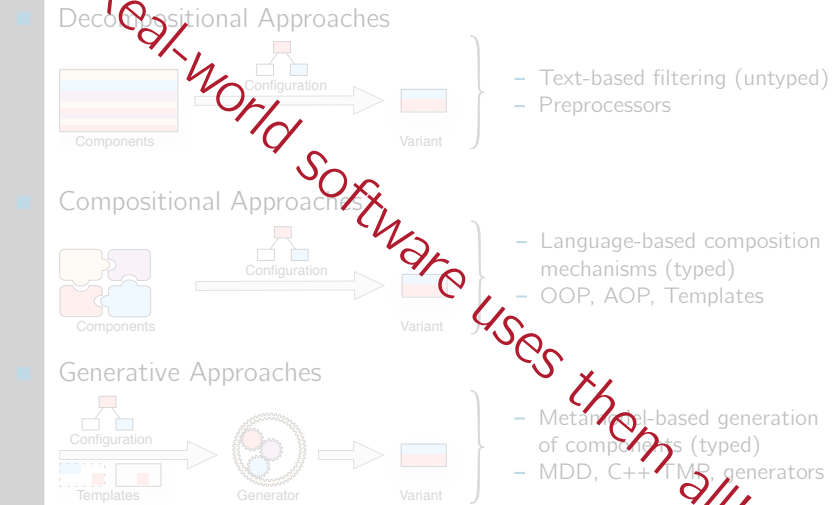 Decompositional Approaches
Configuration
Components
Variant
– Text-based filtering (untyped)
– Preprocessors
Compositional Approaches
Configuration
Components
Variant
– Language-based composition
mechanisms (typed)
– OOP, AOP, Templates
Generative Approaches
Configuration
Templates
Generator
Variant
– Metamodel-based generation
of components (typed)
– MDD, C++ TMP, generators
Real-world software uses them all!